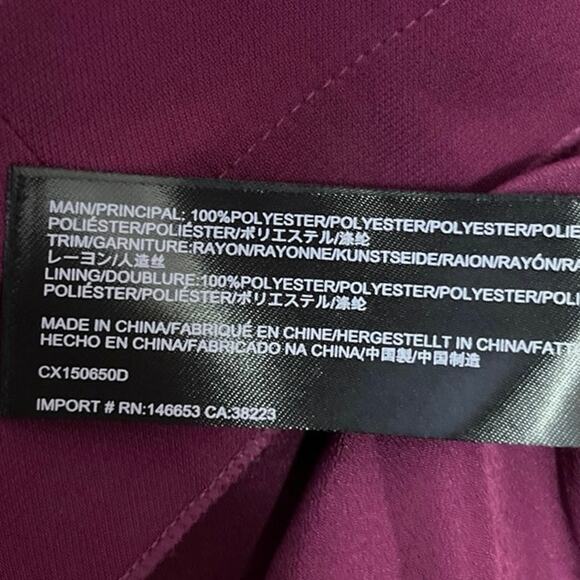 MAIN/PRINCIPAL: 100%POLYESTER/POLYESTER/POLYESTER/POLIE
POLIÉSTER/POLIÉSTER/ポリエステル/涤纶
TRIM/GARNITURE:RAYON/RAYONNE/KUNSTSEIDE/RAION/RAYÓN/RA
レーヨン/人造丝
LINING/DOUBLURE:100%POLYESTER/POLYESTER/POLYESTER/POLI
POLIÉSTER/POLIÉSTER/ポリエステル/涤纶
MADE IN CHINA/FABRIQUÉ EN CHINE/HERGESTELLT IN CHINA/FATT
HECHO EN CHINA/FABRICADO NA CHINA/中国製/中国制造
CX150650D
IMPORT # RN:146653 CA:38223